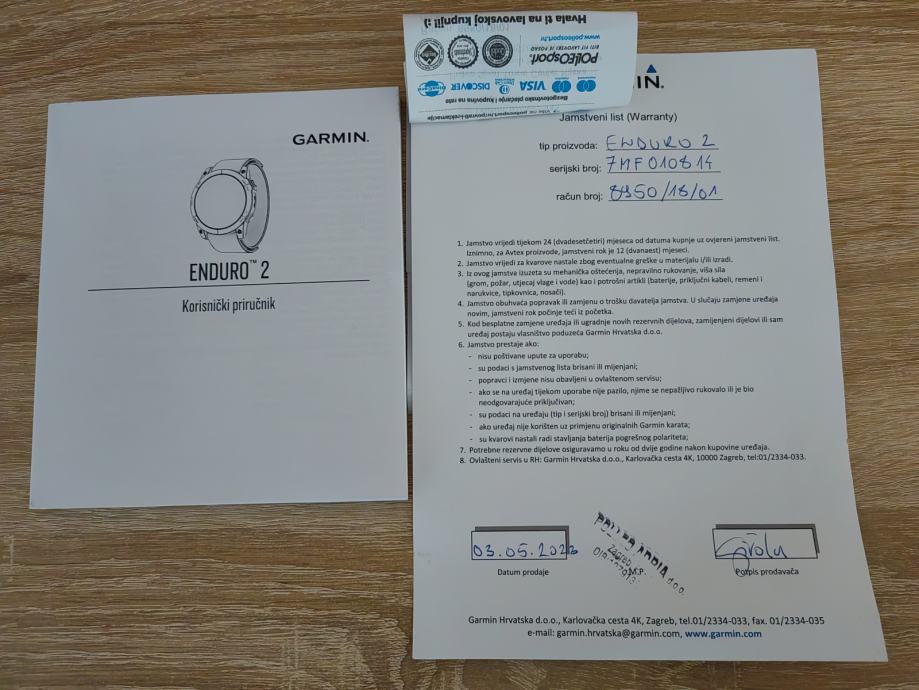 GARMIN.
ENDURO™ 2
Korisnički priručnik
Hvala ti na lavovskoj kupnji! :)
www.polleosport.hr
POLLEOSPORT.
BITI FIT LAVOVSKI JE POSAO
DISCOVER
VISA
Bezgotovinsko plaćanje i kupovina na rate
IN.
Jamstveni list (Warranty)
tip proizvoda: ENDURO 2
serijski broj: 7MF010814
račun broj: 8950/18/01
1. Jamstvo vrijedi tijekom 24 (dvadesetčetiri) mjeseca od datuma kupnje uz ovjereni jamstveni list.
Iznimno, za Avtex proizvode, jamstveni rok je 12 (dvanaest) mjeseci.
2. Jamstvo vrijedi za kvarove nastale zbog eventualne greške u materijalu i/ili izradi.
3. Iz ovog jamstva izuzeta su mehanička oštećenja, nepravilno rukovanje, viša sila
(grom, požar, utjecaj vlage i vode) kao i potrošni artikli (baterije, priključni kabeli, remeni i
narukvice, tipkovnica, nosači).
4. Jamstvo obuhvaća popravak ili zamjenu o trošku davatelja jamstva. U slučaju zamjene uređaja
novim, jamstveni rok počinje teći iz početka.
5. Kod besplatne zamjene uređaja ili ugradnje novih rezervnih dijelova, zamijenjeni dijelovi ili sam
uređaj postaju vlasništvo poduzeća Garmin Hrvatska d.o.o.
6. Jamstvo prestaje ako:
- nisu poštivane upute za uporabu;
- su podaci s jamstvenog lista brisani ili mijenjani;
- popravci i izmjene nisu obavljeni u ovlaštenom servisu;
- ako se na uređaj tijekom uporabe nije pazilo, njime se nepažljivo rukovalo ili je bio
neodgovarajuće priključivan;
- su podaci na uređaju (tip i serijski broj) brisani ili mijenjani;
- ako uređaj nije korišten uz primjenu originalnih Garmin karata;
- su kvarovi nastali radi stavljanja baterija pogrešnog polariteta;
7. Potrebne rezervne dijelove osiguravamo u roku od dvije godine nakon kupovine uređaja.
8. Ovlašteni servis u RH: Garmin Hrvatska d.o.o., Karlovačka cesta 4K, 10000 Zagreb, tel:01/2334-033.
03.05.2023
POLLEO ADRIA d.o.o.
Zagreb
OIB
Datum prodaje
M.P.
Potpis prodavača
Garmin Hrvatska d.o.o., Karlovačka cesta 4K, Zagreb, tel.01/2334-033, fax. 01/2334-035
e-mail: garmin.hrvatska@garmin.com, www.garmin.com